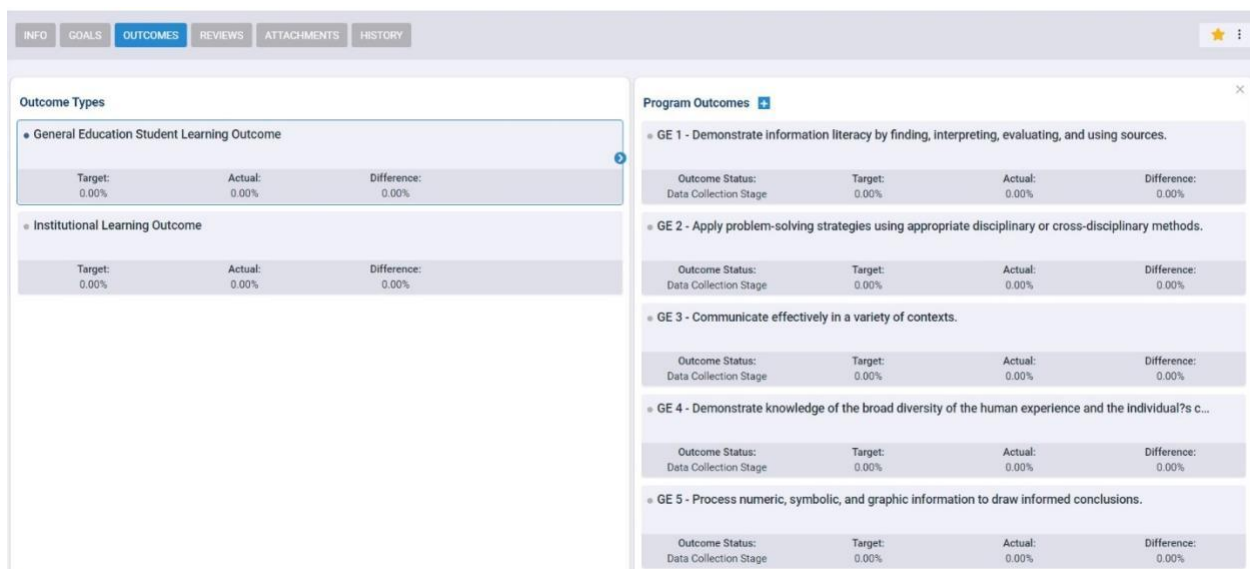 INFO GOALS OUTCOMES REVIEWS ATTACHMENTS HISTORY
Outcome Types
General Education Student Learning Outcome
Target: Actual: Difference:
0.00% 0.00% 0.00%
Institutional Learning Outcome
Target: Actual: Difference:
0.00% 0.00% 0.00%
Program Outcomes
GE 1 - Demonstrate information literacy by finding, interpreting, evaluating, and using sources.
Outcome Status: Target: Actual: Difference:
Data Collection Stage 0.00% 0.00% 0.00%
GE 2 - Apply problem-solving strategies using appropriate disciplinary or cross-disciplinary methods.
Outcome Status: Target: Actual: Difference:
Data Collection Stage 0.00% 0.00% 0.00%
GE 3 - Communicate effectively in a variety of contexts.
Outcome Status: Target: Actual: Difference:
Data Collection Stage 0.00% 0.00% 0.00%
GE 4 - Demonstrate knowledge of the broad diversity of the human experience and the individual?s c...
Outcome Status: Target: Actual: Difference:
Data Collection Stage 0.00% 0.00% 0.00%
GE 5 - Process numeric, symbolic, and graphic information to draw informed conclusions.
Outcome Status: Target: Actual: Difference:
Data Collection Stage 0.00% 0.00% 0.00%